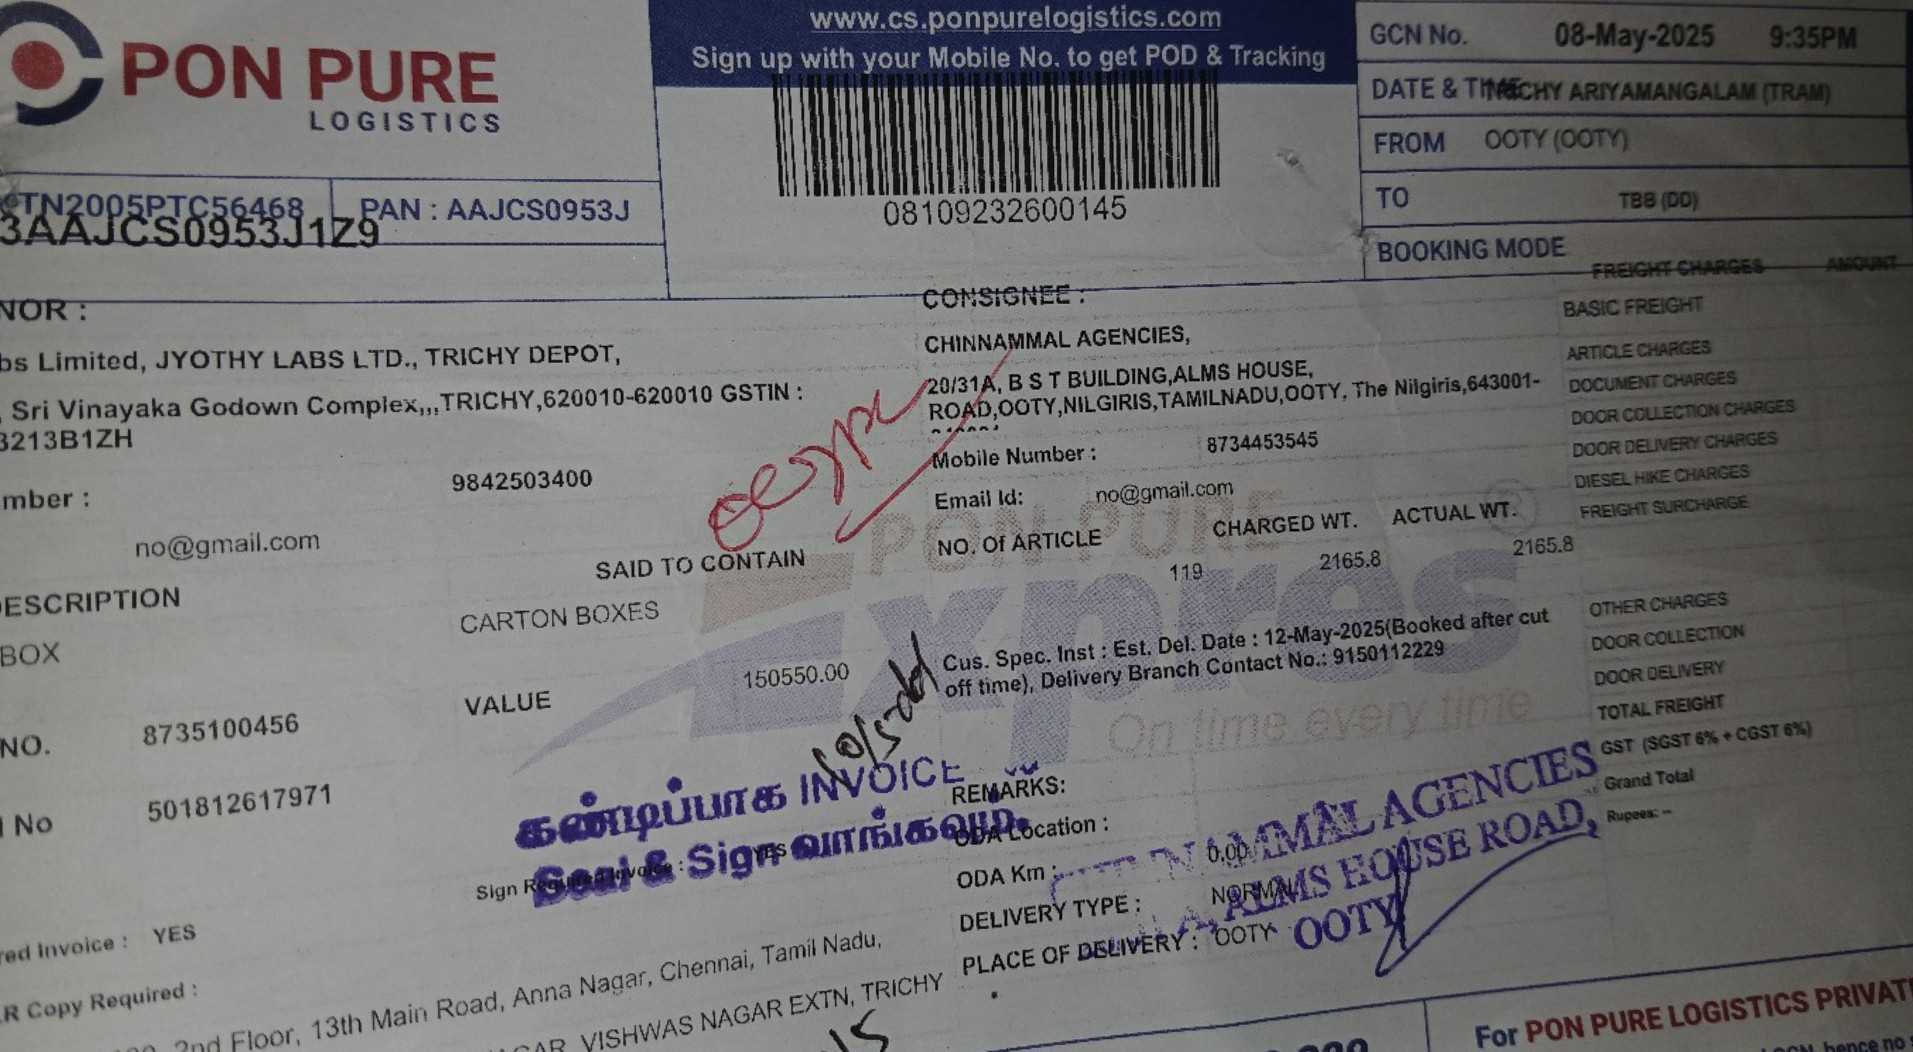 PON PURE
LOGISTICS
www.cs.ponpurelogistics.com
Sign up with your Mobile No. to get POD & Tracking
08109232600145
GCN No. 08-May-2025 9:35PM
DATE & TIME TRICHY ARIYAMANGALAM (TRAM)
FROM OOTY (OOTY)
TO TBB (DD)
BOOKING MODE
TN2005PTC56468 PAN : AAJCS0953J
3AAJCS0953J1Z9
NOR :
bs Limited, JYOTHY LABS LTD., TRICHY DEPOT,
, Sri Vinayaka Godown Complex,,,TRICHY,620010-620010 GSTIN :
3213B1ZH
mber : 9842503400
no@gmail.com
ESCRIPTION SAID TO CONTAIN
BOX CARTON BOXES
NO. 8735100456 VALUE 150550.00
No 501812617971
CONSIGNEE :
CHINNAMMAL AGENCIES,
20/31A, B S T BUILDING,ALMS HOUSE,
ROAD,OOTY,NILGIRIS,TAMILNADU,OOTY, The Nilgiris,643001-
Mobile Number : 8734453545
Email Id: no@gmail.com
NO. Of ARTICLE CHARGED WT. ACTUAL WT.
119 2165.8 2165.8
PON PURE
Express
On time every time
Cus. Spec. Inst : Est. Del. Date : 12-May-2025(Booked after cut
off time), Delivery Branch Contact No.: 9150112229
FREIGHT CHARGES AMOUNT
BASIC FREIGHT
ARTICLE CHARGES
DOCUMENT CHARGES
DOOR COLLECTION CHARGES
DOOR DELIVERY CHARGES
DIESEL HIKE CHARGES
FREIGHT SURCHARGE
OTHER CHARGES
DOOR COLLECTION
DOOR DELIVERY
TOTAL FREIGHT
GST (SGST 6% + CGST 6%)
Grand Total
Rupees: --
கண்டிப்பாக INVOICE
Seal & Sign வாங்கவும்.
Sign Required Invoice : YES
REMARKS:
ODA Location :
ODA Km : 0.00
DELIVERY TYPE : NORMAL
PLACE OF DELIVERY : OOTY
NAMMAL AGENCIES
ALMS HOUSE ROAD,
OOTY
red Invoice : YES
R Copy Required :
2nd Floor, 13th Main Road, Anna Nagar, Chennai, Tamil Nadu,
VISHWAS NAGAR EXTN, TRICHY
For PON PURE LOGISTICS PRIVAT
hence no